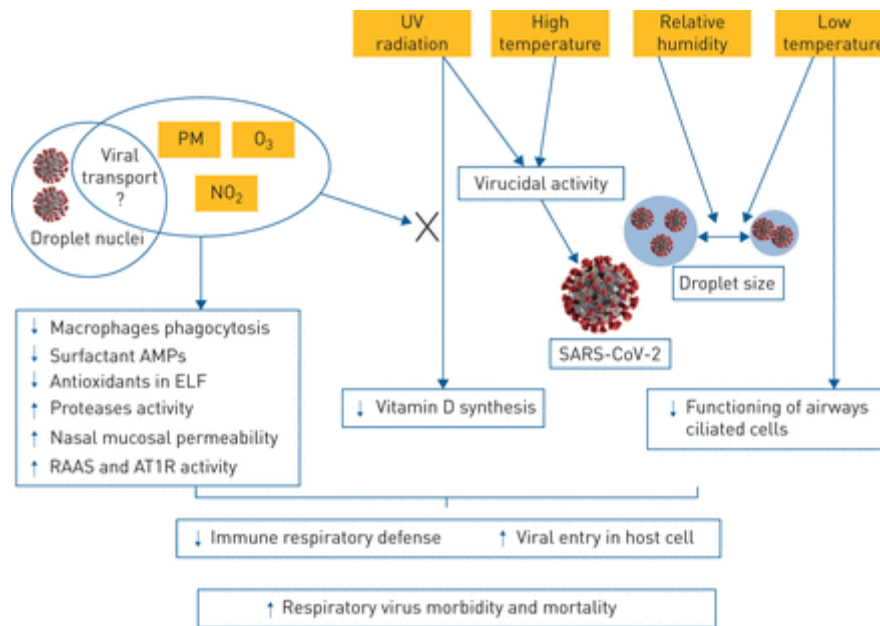 UV
radiation
High
temperature
Relative
humidity
Low
temperature
PM
O₃
NO₂
Viral
transport
?
Droplet nuclei
Virucidal activity
Droplet size
SARS-CoV-2
↓ Macrophages phagocytosis
↓ Surfactant AMPs
↓ Antioxidants in ELF
↑ Proteases activity
↑ Nasal mucosal permeability
↑ RAAS and AT1R activity
↓ Vitamin D synthesis
↓ Functioning of airways
ciliated cells
↓ Immune respiratory defense ↑ Viral entry in host cell
↑ Respiratory virus morbidity and mortality